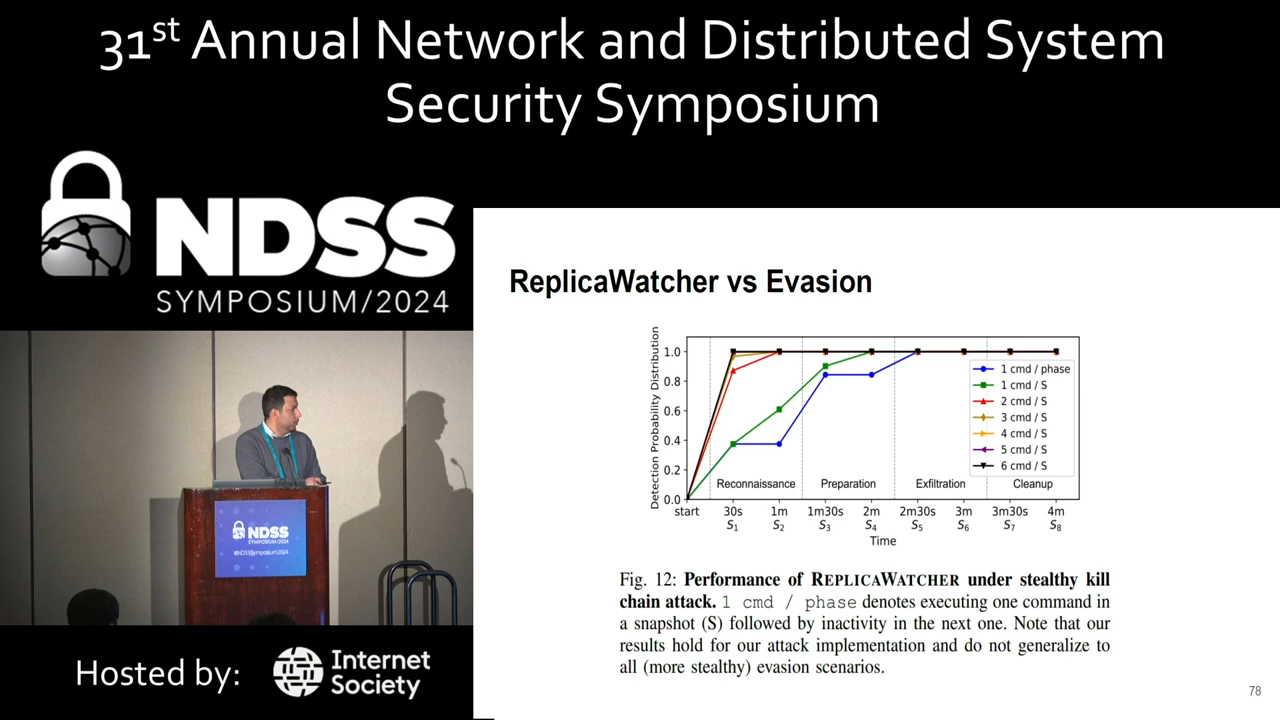 31st Annual Network and Distributed System
Security Symposium
NDSS
SYMPOSIUM/2024
ReplicaWatcher vs Evasion
Detection Probability Distribution
1.0
0.8
0.6
0.4
0.2
0.0
1 cmd / phase
1 cmd / S
2 cmd / S
3 cmd / S
4 cmd / S
5 cmd / S
6 cmd / S
Reconnaissance Preparation Exfiltration Cleanup
start 30s 1m 1m30s 2m 2m30s 3m 3m30s 4m
S1 S2 S3 S4 S5 S6 S7 S8
Time
Fig. 12: Performance of REPLICAWATCHER under stealthy kill
chain attack. 1 cmd / phase denotes executing one command in
a snapshot (S) followed by inactivity in the next one. Note that our
results hold for our attack implementation and do not generalize to
all (more stealthy) evasion scenarios.
78
NDSS
SYMPOSIUM/2024
#NDSSSymposium2024
Hosted by:
Internet
Society